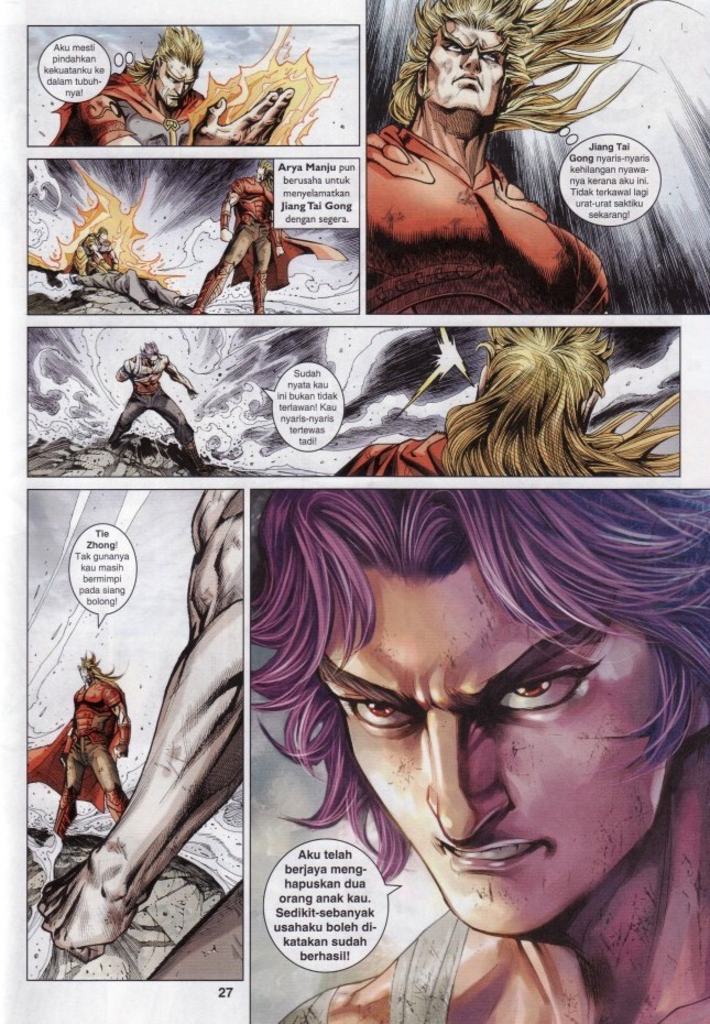 Aku mesti
pindahkan
kekuatanku ke
dalam tubuh-
nya!
Jiang Tai
Gong nyaris-nyaris
kehilangan nyawa-
nya kerana aku ini.
Tidak terkawal lagi
urat-urat saktiku
sekarang!
Arya Manju pun
berusaha untuk
menyelamatkan
Jiang Tai Gong
dengan segera.
Sudah
nyata kau
ini bukan tidak
terlawan! Kau
nyaris-nyaris
tertewas
tadi!
Tie
Zhong!
Tak gunanya
kau masih
bermimpi
pada siang
bolong!
Aku telah
berjaya meng-
hapuskan dua
orang anak kau.
Sedikit-sebanyak
usahaku boleh di-
katakan sudah
berhasil!
27